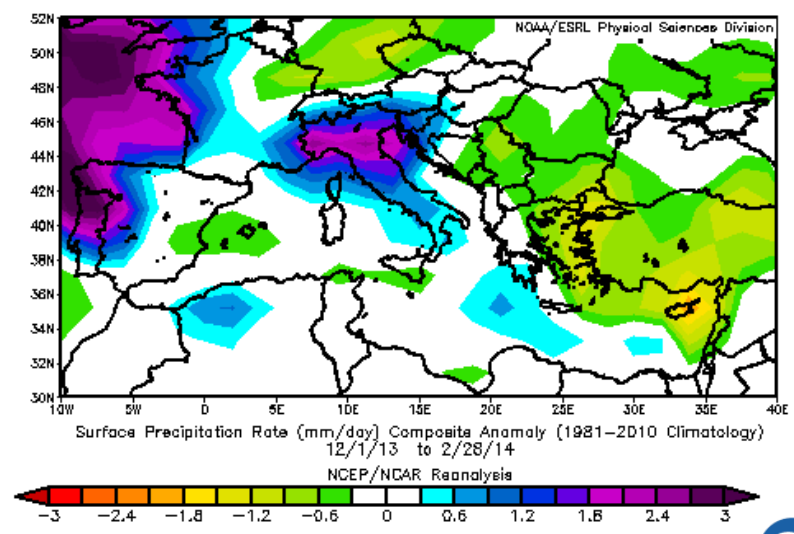 52N
NOAA/ESRL Physical Sciences Division
50N
48N
46N
44N
42N
40N
38N
36N
34N
32N
30N
10W 5W 0 5E 10E 15E 20E 25E 30E 35E 40E
Surface Precipitation Rate (mm/day) Composite Anomaly (1981-2010 Climatology)
12/1/13 to 2/28/14
NCEP/NCAR Reanalysis
-3 -2.4 -1.8 -1.2 -0.6 0 0.6 1.2 1.8 2.4 3